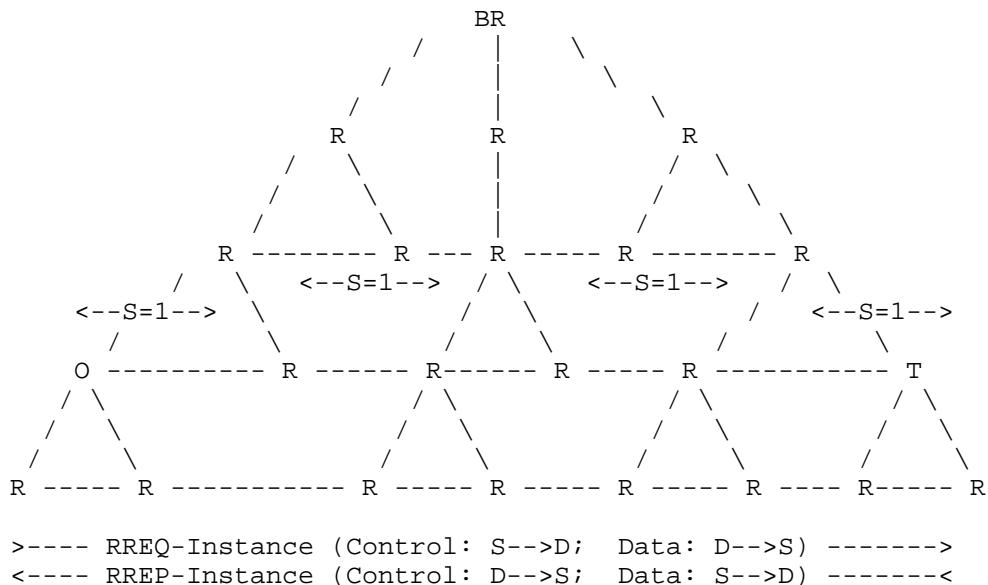 BR
R R R
R -------- R --- R ----- R -------- R
<--S=1--> <--S=1-->
<--S=1--> <--S=1-->
O ---------- R ------ R----- R ----- R ----------- T
R ----- R ----------- R ----- R ----- R ----- R ---- R----- R
>---- RREQ-Instance (Control: S-->D; Data: D-->S) ------->
<---- RREP-Instance (Control: D-->S; Data: S-->D) -------<